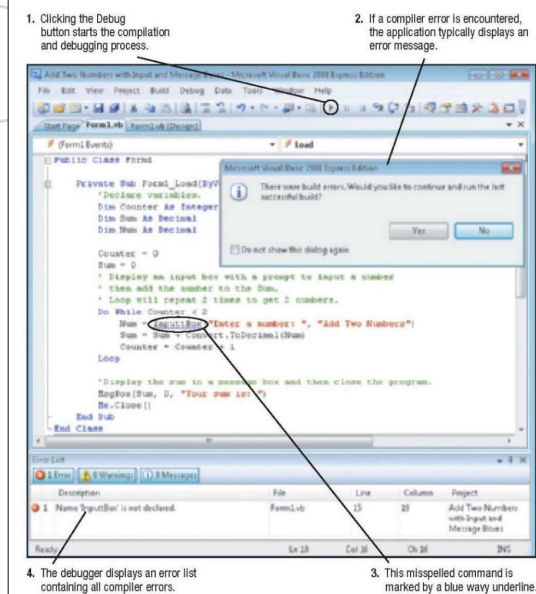 1. Clicking the Debug
button starts the compilation
and debugging process.
2. If a compiler error is encountered,
the application typically displays an
error message.
Add Two Numbers with Input and Message Boxes - Microsoft Visual Basic 2008 Express Edition
File Edit View Project Build Debug Data Tools Window Help
Start Page Form1.vb Form1.vb [Design]
(Form1 Events) Load
Public Class Form1
Private Sub Form1_Load(ByV
'Declare variables.
Dim Counter As Integer
Dim Sum As Decimal
Dim Num As Decimal
Microsoft Visual Basic 2008 Express Edition
There were build errors. Would you like to continue and run the last
successful build?
Yes No
Do not show this dialog again
Counter = 0
Sum = 0
' Display an input box with a prompt to input a number
' then add the number to the Sum.
' Loop will repeat 2 times to get 2 numbers.
Do While Counter < 2
Num = InputtBox("Enter a number: ", "Add Two Numbers")
Sum = Sum + Convert.ToDecimal(Num)
Counter = Counter + 1
Loop
'Display the sum in a message box and then close the program.
MsgBox(Sum, 0, "Your sum is: ")
Me.Close()
End Sub
End Class
Error List
1 Error 0 Warnings 0 Messages
Description File Line Column Project
1 Name 'InputtBox' is not declared. Form1.vb 15 19 Add Two Numbers
with Input and
Message Boxes
Ready Col 26 Ch 26 INS
4. The debugger displays an error list
containing all compiler errors.
3. This misspelled command is
marked by a blue wavy underline.